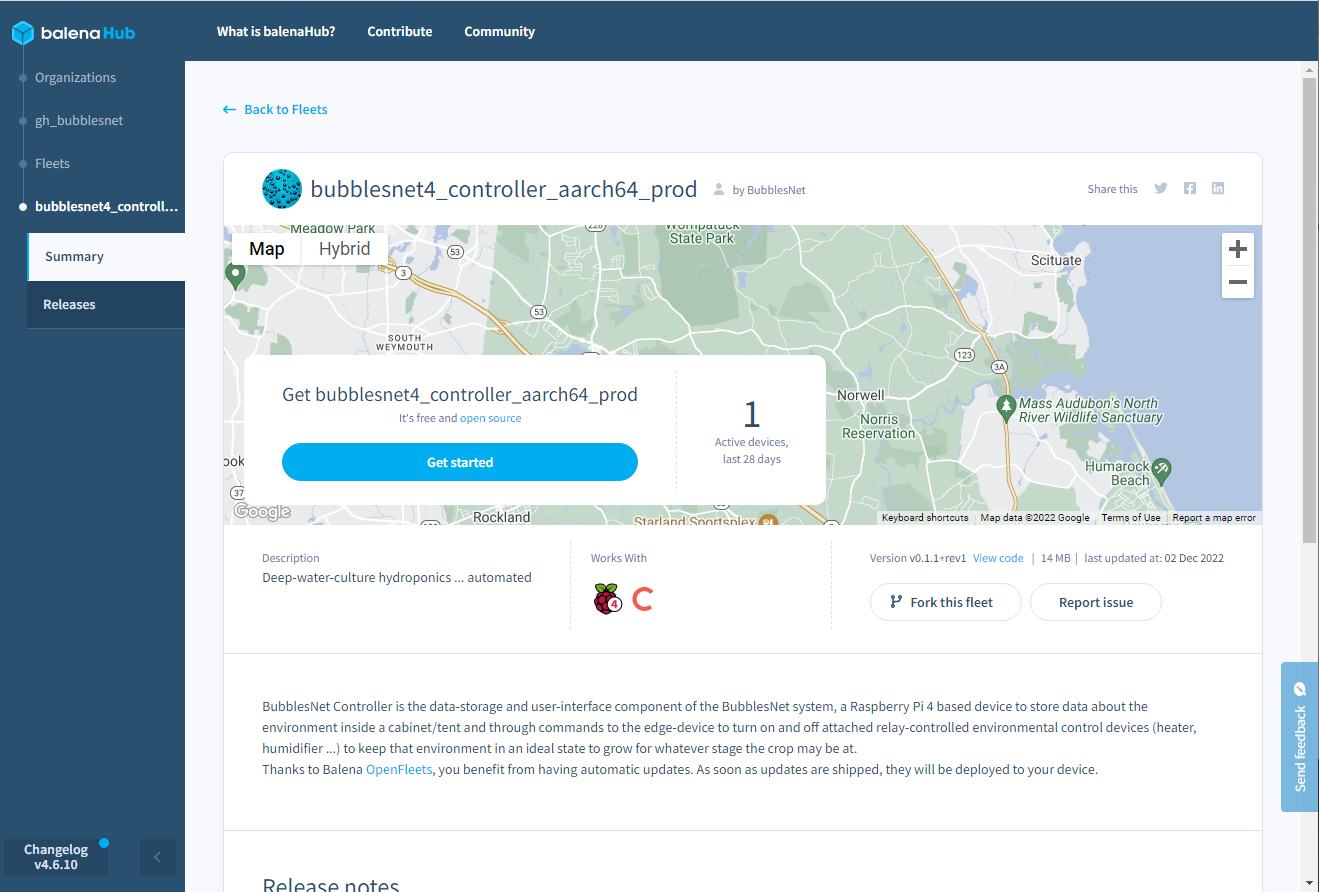 balenaHub
What is balenaHub?
Contribute
Community
Organizations
gh_bubblesnet
Fleets
bubblesnet4_controll...
Summary
Releases
Changelog
v4.6.10
Back to Fleets
bubblesnet4_controller_aarch64_prod
by BubblesNet
Share this
Map
Hybrid
Meadow Park
228
Wompatuck
State Park
Scituate
53
3
53
SOUTH
WEYMOUTH
123
3A
Norwell
Norris
Reservation
Mass Audubon's North
River Wildlife Sanctuary
Humarock
Beach
ook
37
Google
Rockland
Starland Sportsplex
Get bubblesnet4_controller_aarch64_prod
It's free and open source
Get started
1
Active devices,
last 28 days
Keyboard shortcuts
Map data ©2022 Google
Terms of Use
Report a map error
Description
Deep-water-culture hydroponics ... automated
Works With
4
Version v0.1.1+rev1 View code | 14 MB | last updated at: 02 Dec 2022
Fork this fleet
Report issue
BubblesNet Controller is the data-storage and user-interface component of the BubblesNet system, a Raspberry Pi 4 based device to store data about the
environment inside a cabinet/tent and through commands to the edge-device to turn on and off attached relay-controlled environmental control devices (heater,
humidifier ...) to keep that environment in an ideal state to grow for whatever stage the crop may be at.
Thanks to Balena OpenFleets, you benefit from having automatic updates. As soon as updates are shipped, they will be deployed to your device.
Release notes
Send feedback